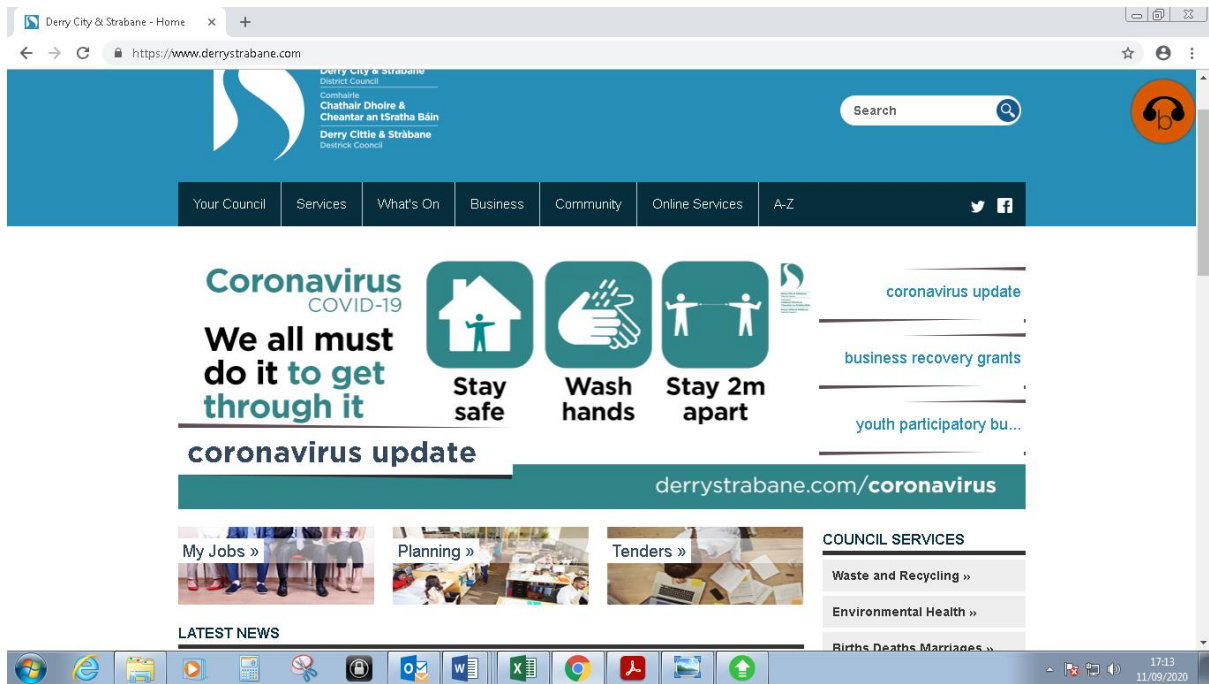 Derry City & Strabane - Home
https://www.derrystrabane.com
Derry City & Strabane
District Council
Comhairle
Chathair Dhoire &
Cheantar an tSratha Báin
Derry Cittie & Stràbane
Destrick Cooncil
Search
b
Your Council Services What's On Business Community Online Services A-Z
Coronavirus
COVID-19
We all must
do it to get
through it
Stay
safe
Wash
hands
Stay 2m
apart
coronavirus update
business recovery grants
youth participatory bu...
coronavirus update
derrystrabane.com/coronavirus
My Jobs »
Planning »
Tenders »
COUNCIL SERVICES
Waste and Recycling »
Environmental Health »
Births Deaths Marriages »
LATEST NEWS
17:13
11/09/2020